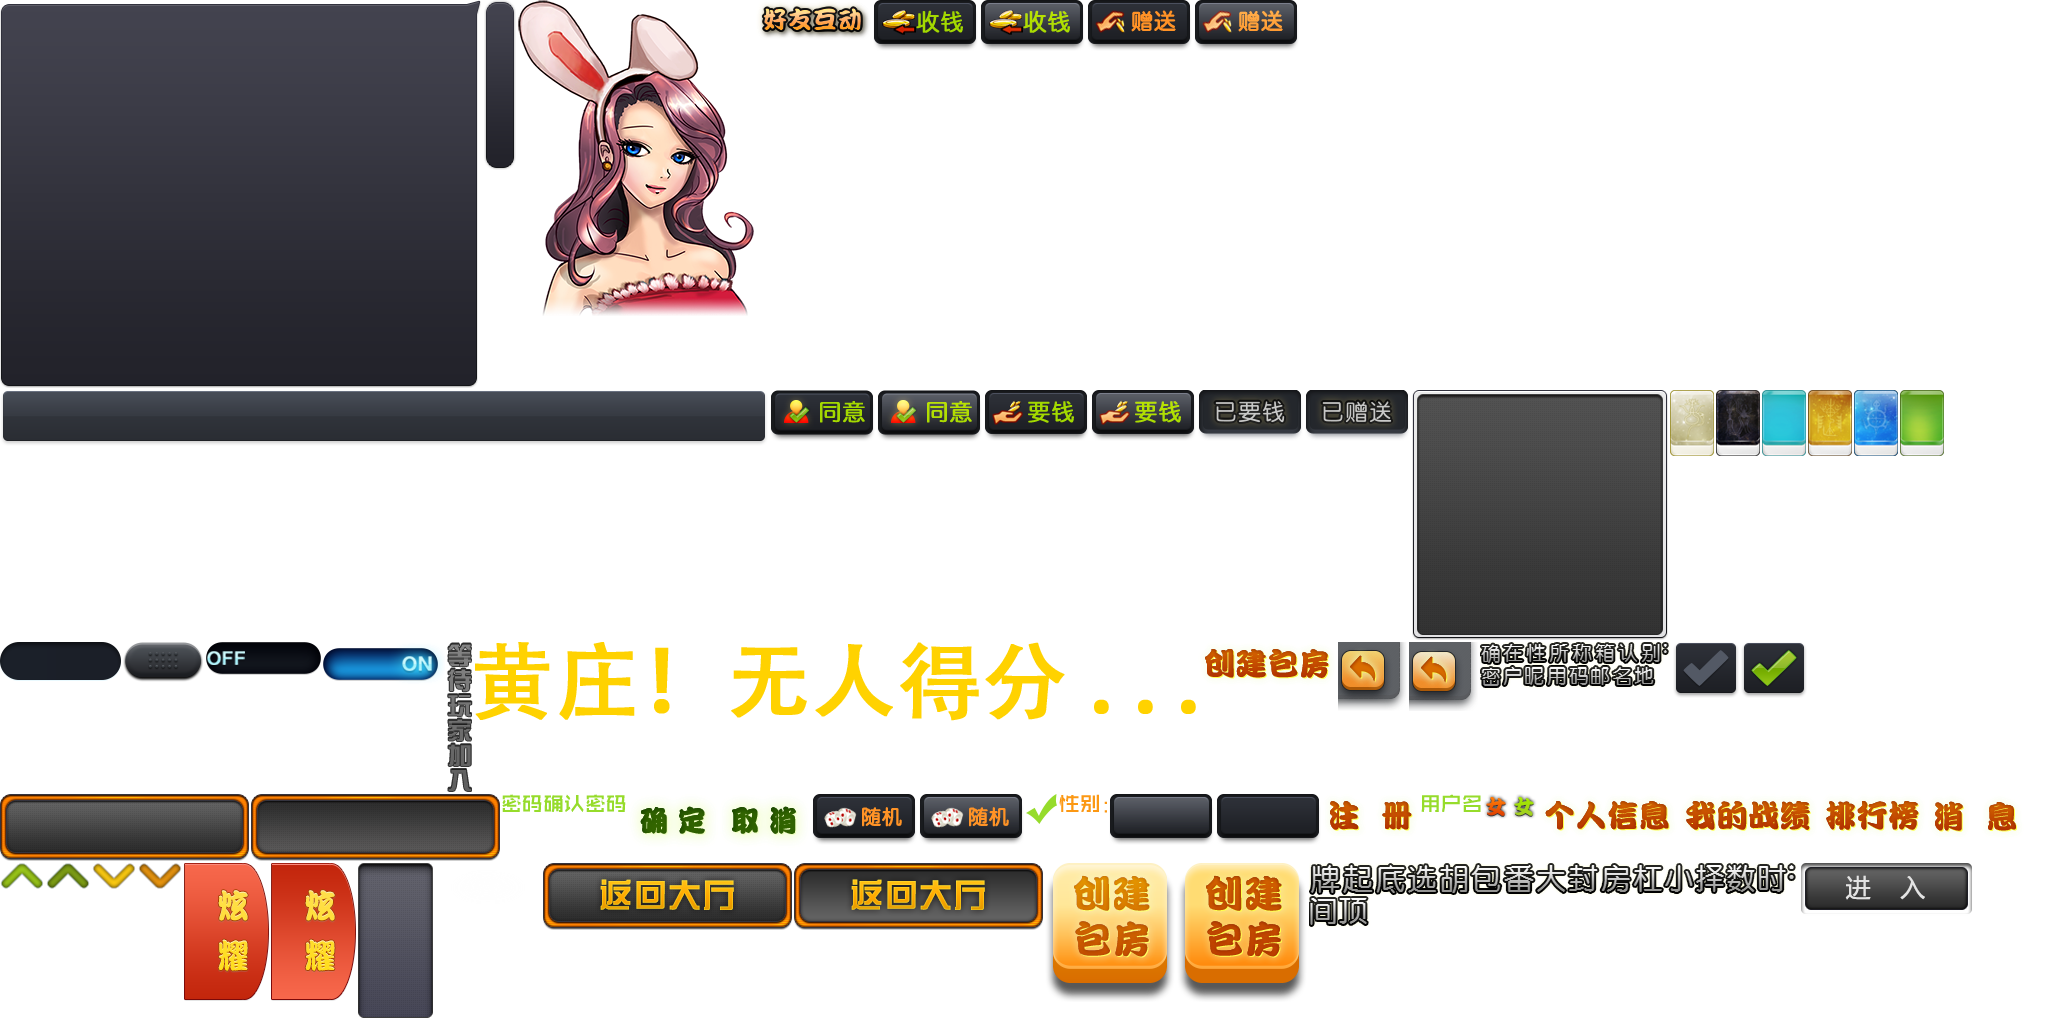 好友互动
收钱
收钱
赠送
赠送
同意
同意
要钱
要钱
已要钱
已赠送
OFF
ON
等待玩家加入
黄庄！无人得分...
创建包房
确在性所称箱认别:
密户昵用码邮名地
密码确认密码
确 定
取 消
随机
随机
性别:
注 册
用户名
女
女
个人信息
我的战绩
排行榜
消 息
炫耀
炫耀
返回大厅
返回大厅
创建
包房
创建
包房
牌起底选胡包番大封房杠小择数时:
间顶
进 入